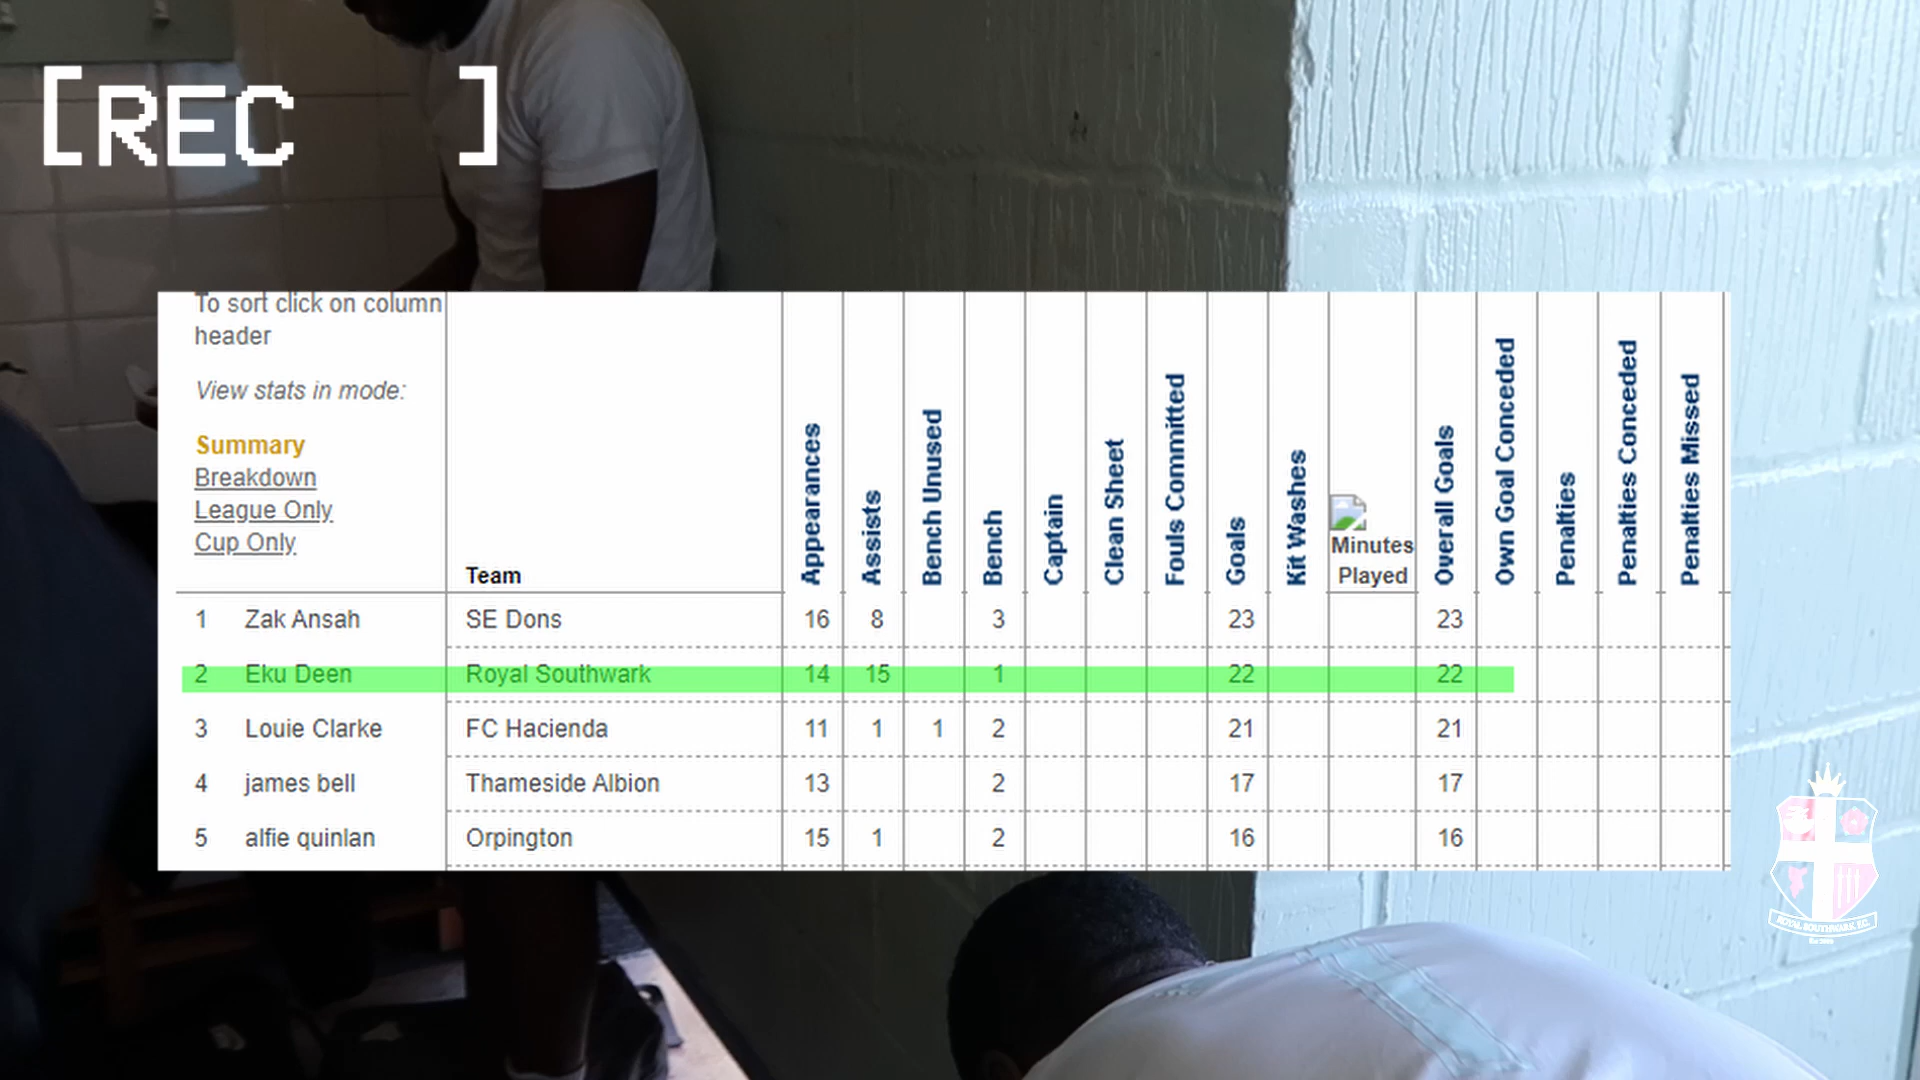 [REC ]
To sort click on column
header
View stats in mode:
Summary
Breakdown
League Only
Cup Only
Team
Appearances
Assists
Bench Unused
Bench
Captain
Clean Sheet
Fouls Committed
Goals
Kit Washes
Minutes
Played
Overall Goals
Own Goal Conceded
Penalties
Penalties Conceded
Penalties Missed
1 Zak Ansah SE Dons 16 8 3 23 23
2 Eku Deen Royal Southwark 14 15 1 22 22
3 Louie Clarke FC Hacienda 11 1 1 2 21 21
4 james bell Thameside Albion 13 2 17 17
5 alfie quinlan Orpington 15 1 2 16 16
ROYAL SOUTHWARK F.C.